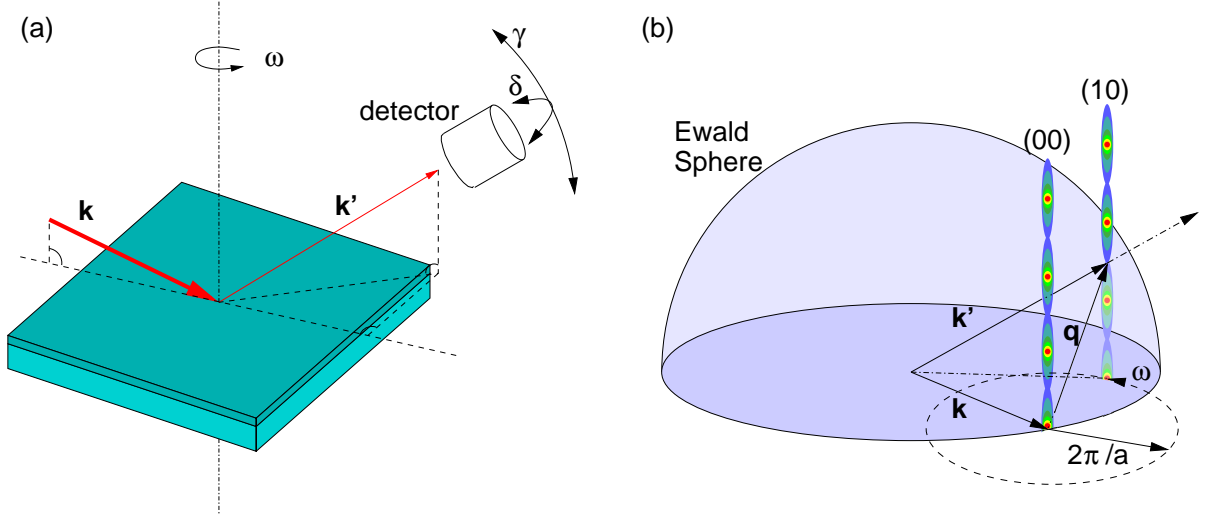 (a)
ω
γ
δ
detector
k
k’
(b)
Ewald
Sphere
(00)
(10)
k’
q
k
ω
2π /a